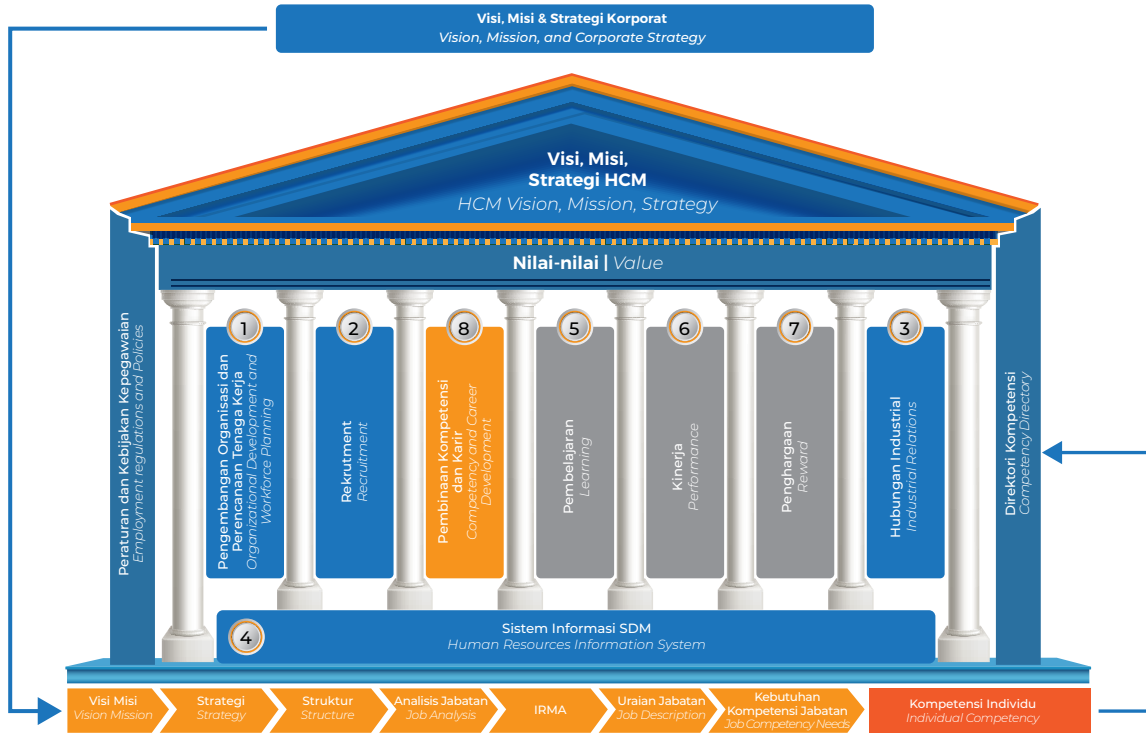 Visi, Misi & Strategi Korporat
Vision, Mission, and Corporate Strategy
Visi, Misi,
Strategi HCM
HCM Vision, Mission, Strategy
Nilai-nilai | Value
Peraturan dan Kebijakan Kepegawaian
Employment regulations and Policies
1
Pengembangan Organisasi dan
Perencanaan Tenaga Kerja
Organizational Development and
Workforce Planning
2
Rekrutment
Recruitment
8
Pembinaan Kompetensi
dan Karir
Competency and Career
Development
5
Pembelajaran
Learning
6
Kinerja
Performance
7
Penghargaan
Reward
3
Hubungan Industrial
Industrial Relations
Direktori Kompetensi
Competency Directory
4
Sistem Informasi SDM
Human Resources Information System
Visi Misi
Vision Mission
Strategi
Strategy
Struktur
Structure
Analisis Jabatan
Job Analysis
IRMA
Uraian Jabatan
Job Description
Kebutuhan
Kompetensi Jabatan
Job Competency Needs
Kompetensi Individu
Individual Competency